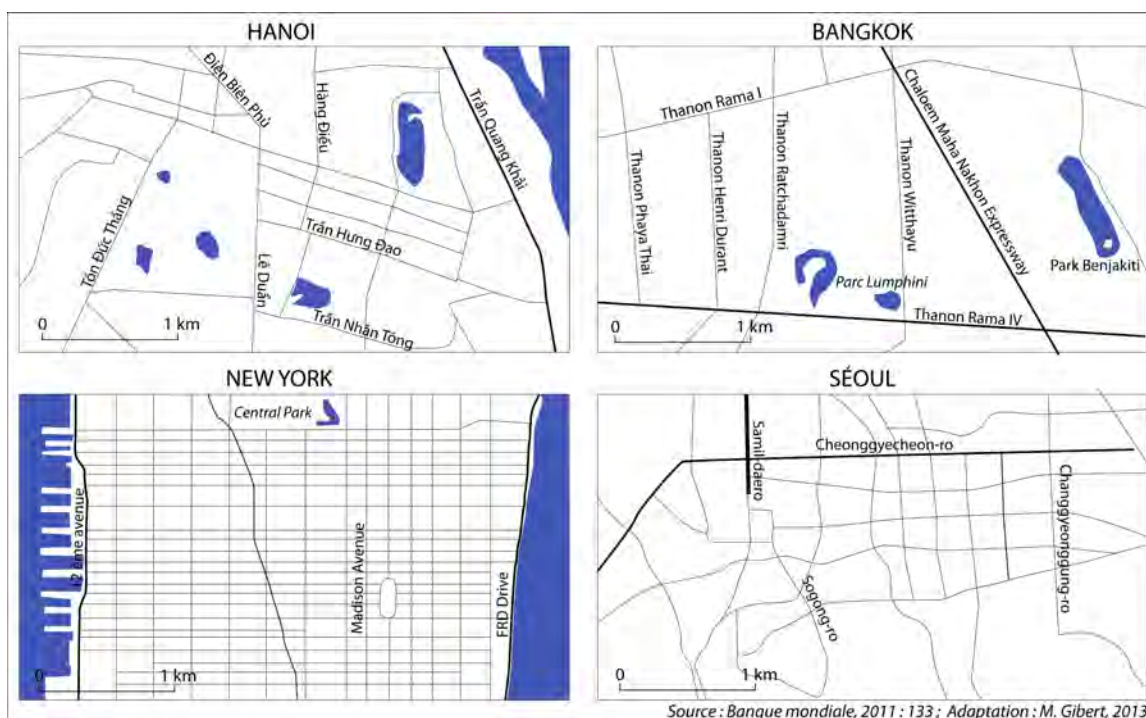 HANOI
Điện Biên Phủ
Hàng Điếu
Trần Quang Khải
Tôn Đức Thắng
Lê Duẩn
Trần Hưng Đạo
Trần Nhân Tông
0 1 km
BANGKOK
Thanon Rama I
Chaloem Maha Nakhon Expressway
Thanon Phaya Thai
Thanon Henri Durant
Thanon Ratchadamri
Thanon Witthayu
Parc Lumphini
Park Benjakiti
Thanon Rama IV
0 1 km
NEW YORK
Central Park
12 ème avenue
Madison Avenue
FRD Drive
0 1 km
SÉOUL
Samil-daero
Cheonggyecheon-ro
Changgyeonggung-ro
Sogong-ro
0 1 km
Source : Banque mondiale, 2011 : 133 ; Adaptation : M. Gibert, 2013